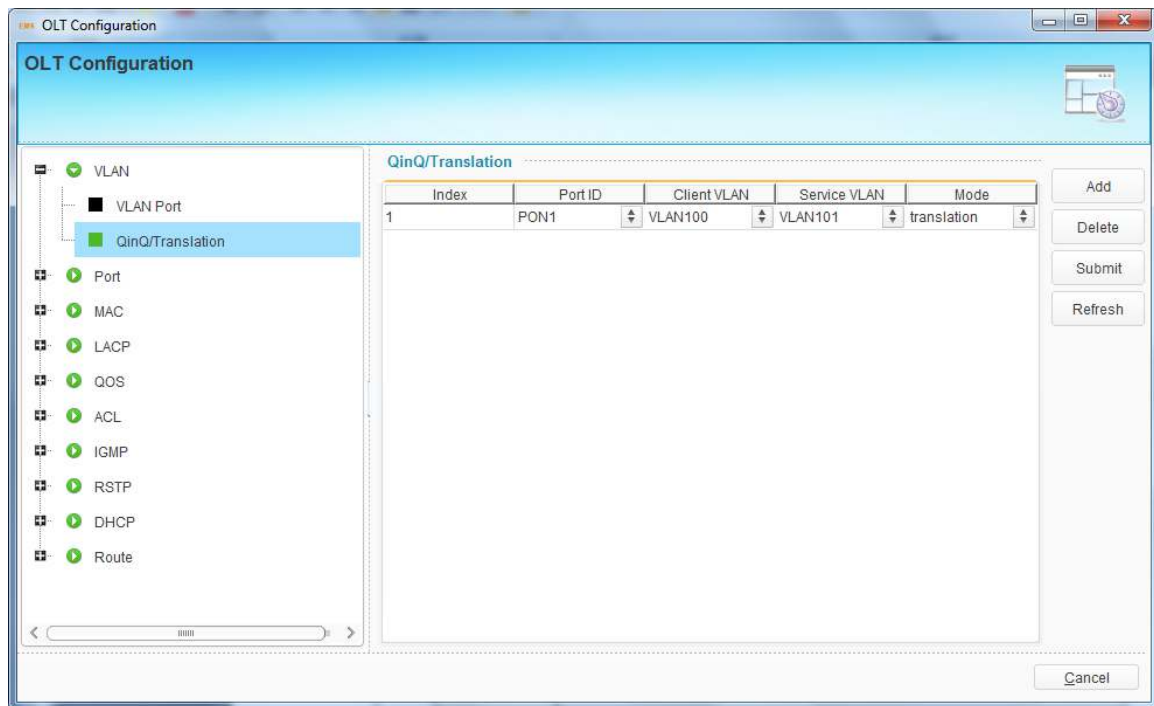 OLT Configuration
OLT Configuration
VLAN
VLAN Port
QinQ/Translation
Port
MAC
LACP
QOS
ACL
IGMP
RSTP
DHCP
Route
QinQ/Translation
Index Port ID Client VLAN Service VLAN Mode
1 PON1 VLAN100 VLAN101 translation
Add
Delete
Submit
Refresh
Cancel